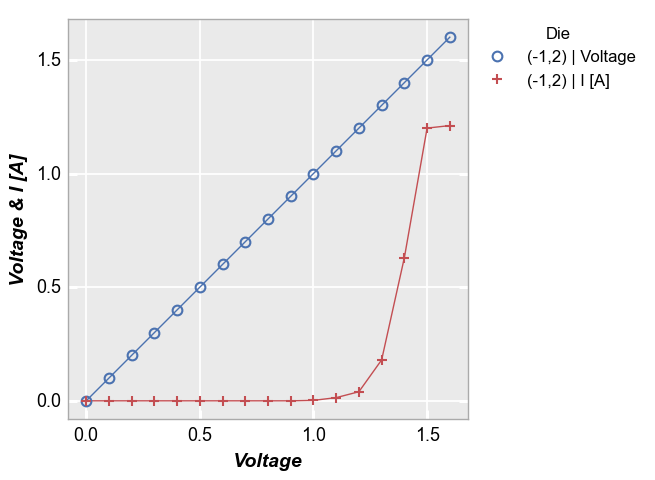 Die
(-1,2) | Voltage
(-1,2) | I [A]
Voltage & I [A]
1.5
1.0
0.5
0.0
0.0 0.5 1.0 1.5
Voltage